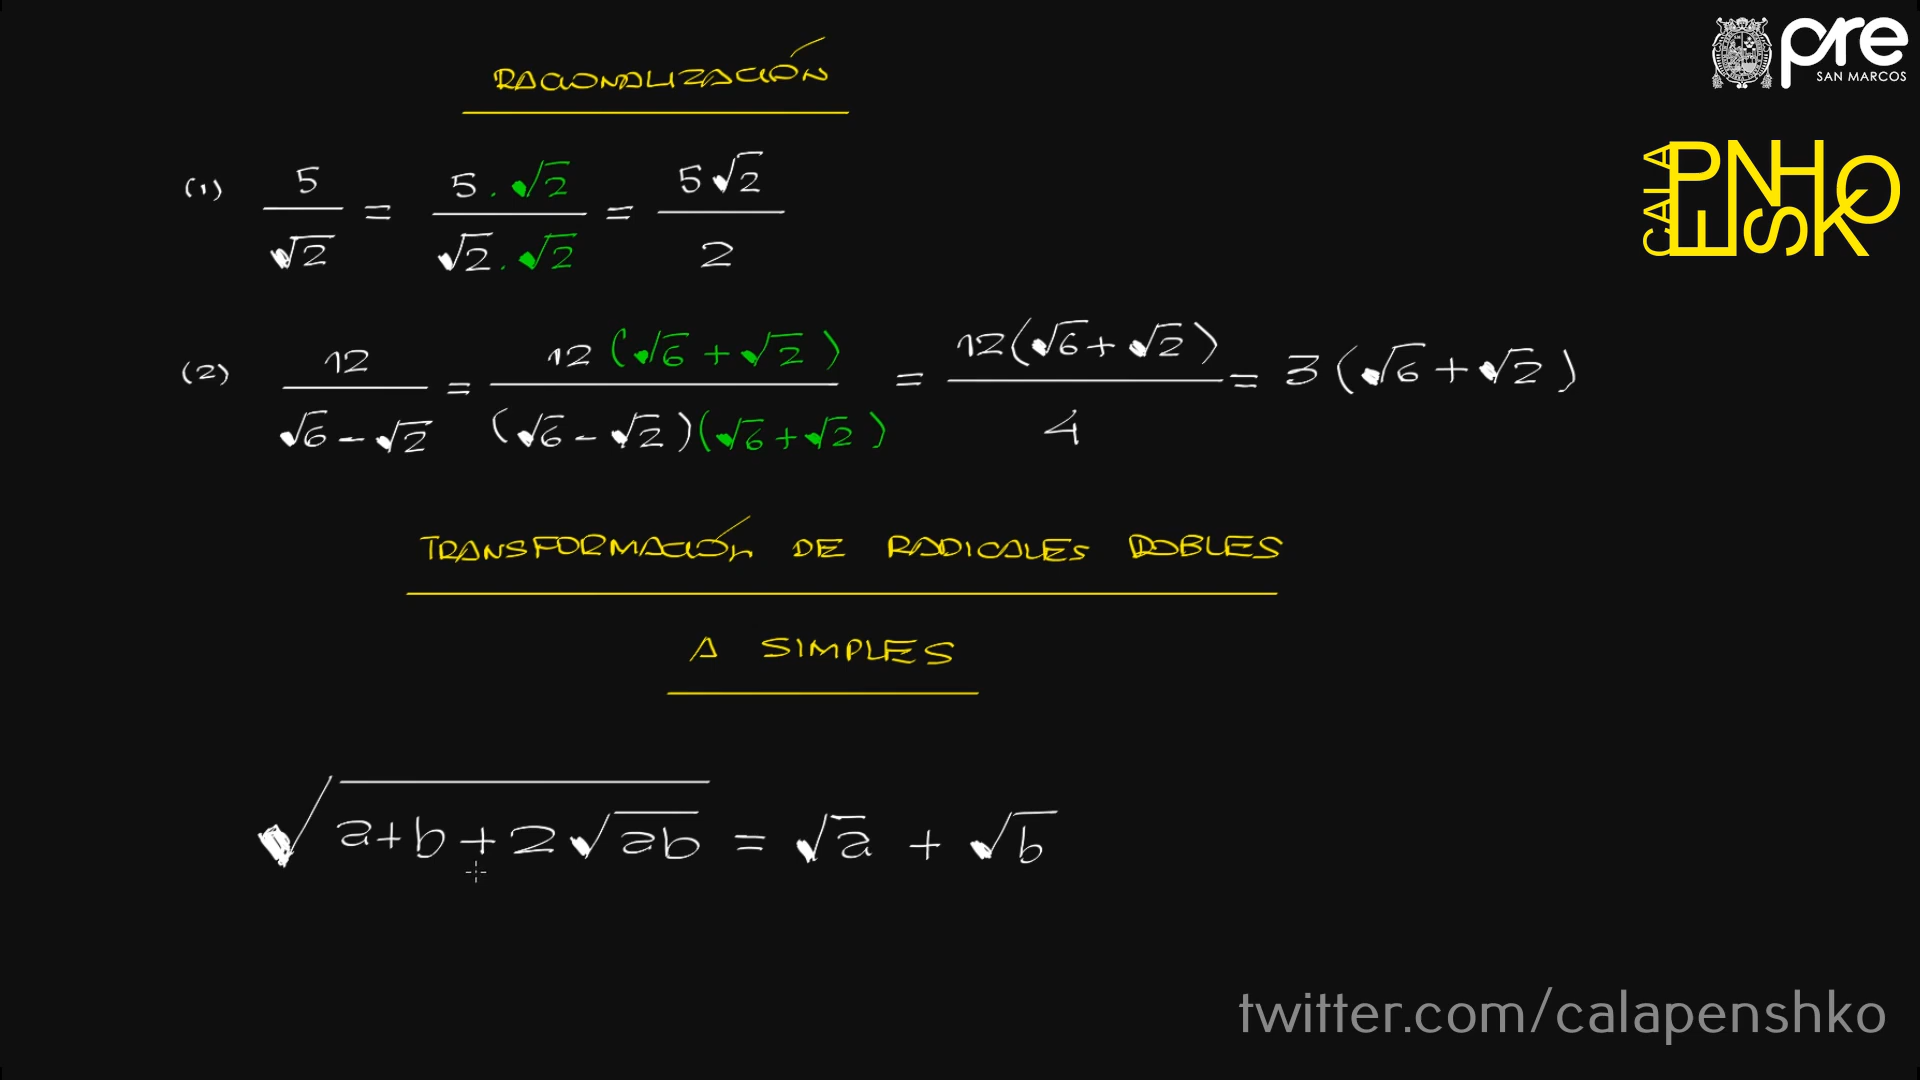 pre
SAN MARCOS
RACIONALIZACIÓN
CALA
PENSHKO
(1) 5/√2 = 5·√2/√2·√2 = 5√2/2
(2) 12/√6-√2 = 12(√6+√2)/(√6-√2)(√6+√2) = 12(√6+√2)/4 = 3(√6+√2)
TRANSFORMACIÓN DE RADICALES DOBLES
A SIMPLES
√(a+b+2√ab) = √a + √b
twitter.com/calapenshko